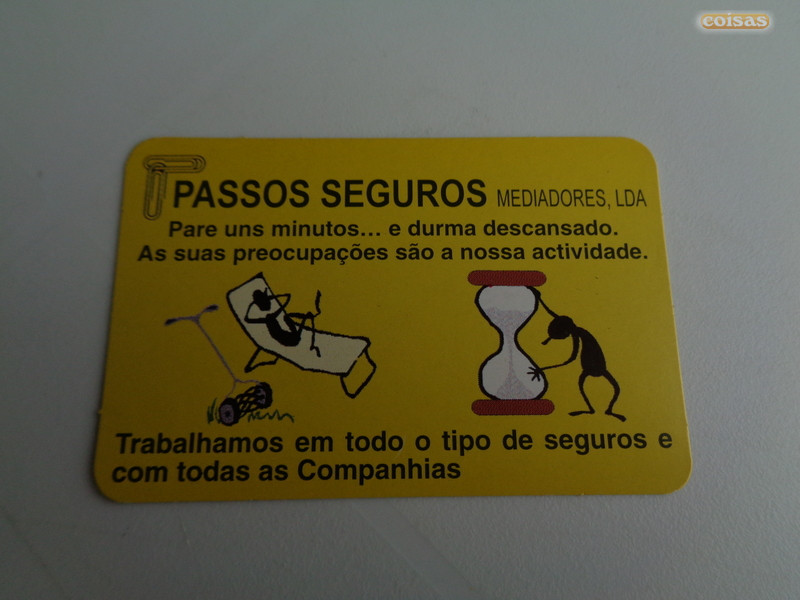 coisas
PASSOS SEGUROS MEDIADORES, LDA
Pare uns minutos... e durma descansado.
As suas preocupações são a nossa actividade.
Trabalhamos em todo o tipo de seguros e
com todas as Companhias